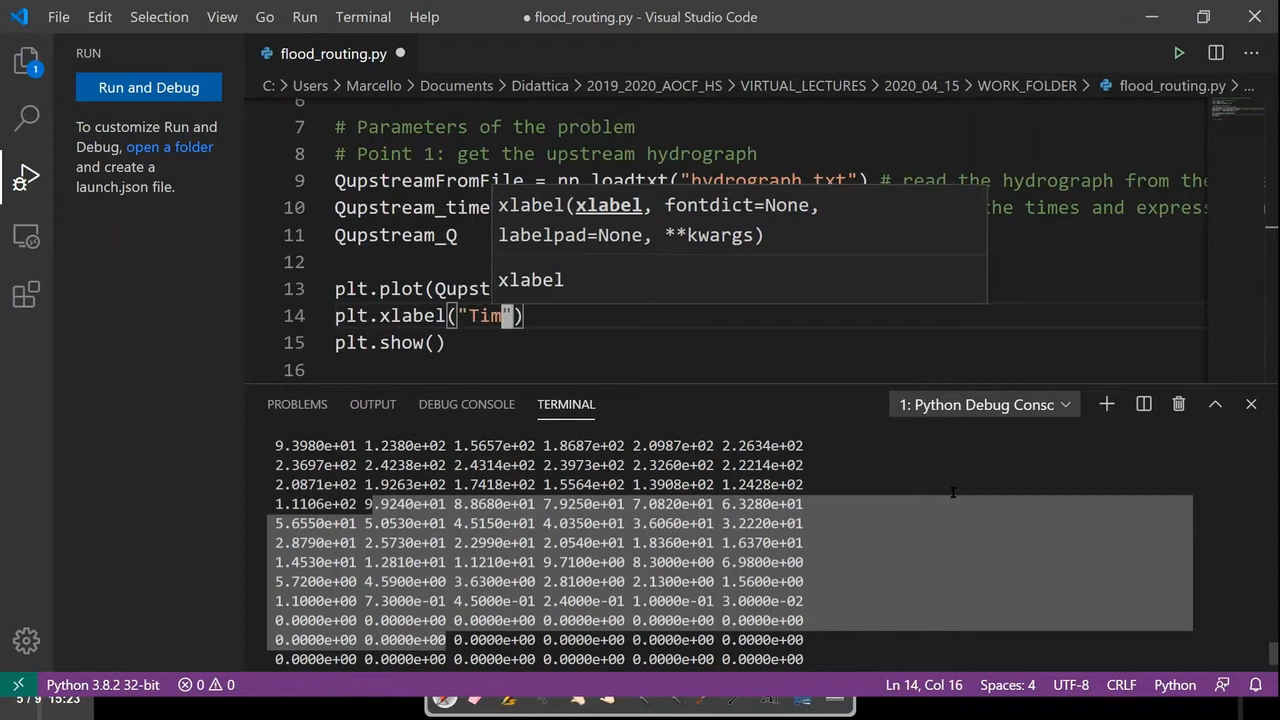 File Edit Selection View Go Run Terminal Help
● flood_routing.py - Visual Studio Code
RUN
flood_routing.py ●
Run and Debug
C: > Users > Marcello > Documents > Didattica > 2019_2020_AOCF_HS > VIRTUAL_LECTURES > 2020_04_15 > WORK_FOLDER > flood_routing.py > ...
1
To customize Run and
Debug, open a folder
and create a
launch.json file.
6
7 # Parameters of the problem
8 # Point 1: get the upstream hydrograph
9 QupstreamFromFile = np.loadtxt("hydrograph.txt") # read the hydrograph from the
10 Qupstream_time the times and expres
11 Qupstream_Q
12
13 plt.plot(Qupst
14 plt.xlabel("Tim")
15 plt.show()
16
xlabel(xlabel, fontdict=None,
labelpad=None, **kwargs)
xlabel
PROBLEMS OUTPUT DEBUG CONSOLE TERMINAL
1: Python Debug Consc
9.3980e+01 1.2380e+02 1.5657e+02 1.8687e+02 2.0987e+02 2.2634e+02
2.3697e+02 2.4238e+02 2.4314e+02 2.3973e+02 2.3260e+02 2.2214e+02
2.0871e+02 1.9263e+02 1.7418e+02 1.5564e+02 1.3908e+02 1.2428e+02
1.1106e+02 9.9240e+01 8.8680e+01 7.9250e+01 7.0820e+01 6.3280e+01
5.6550e+01 5.0530e+01 4.5150e+01 4.0350e+01 3.6060e+01 3.2220e+01
2.8790e+01 2.5730e+01 2.2990e+01 2.0540e+01 1.8360e+01 1.6370e+01
1.4530e+01 1.2810e+01 1.1210e+01 9.7100e+00 8.3000e+00 6.9800e+00
5.7200e+00 4.5900e+00 3.6300e+00 2.8100e+00 2.1300e+00 1.5600e+00
1.1000e+00 7.3000e-01 4.5000e-01 2.4000e-01 1.0000e-01 3.0000e-02
0.0000e+00 0.0000e+00 0.0000e+00 0.0000e+00 0.0000e+00 0.0000e+00
0.0000e+00 0.0000e+00 0.0000e+00 0.0000e+00 0.0000e+00 0.0000e+00
0.0000e+00 0.0000e+00 0.0000e+00 0.0000e+00 0.0000e+00 0.0000e+00
Python 3.8.2 32-bit 0 0 Ln 14, Col 16 Spaces: 4 UTF-8 CRLF Python
5 / 9 15:23